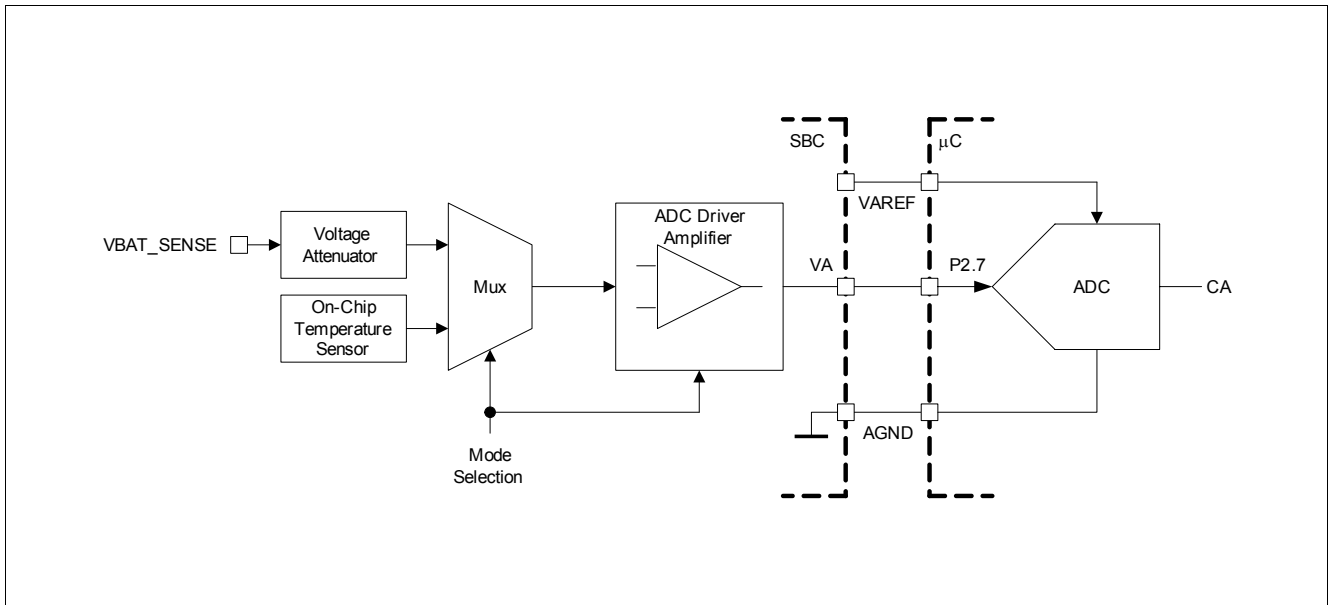 SBC
μC
VAREF
ADC Driver
Amplifier
VBAT_SENSE
Voltage
Attenuator
Mux
VA
P2.7
ADC
CA
On-Chip
Temperature
Sensor
AGND
Mode
Selection